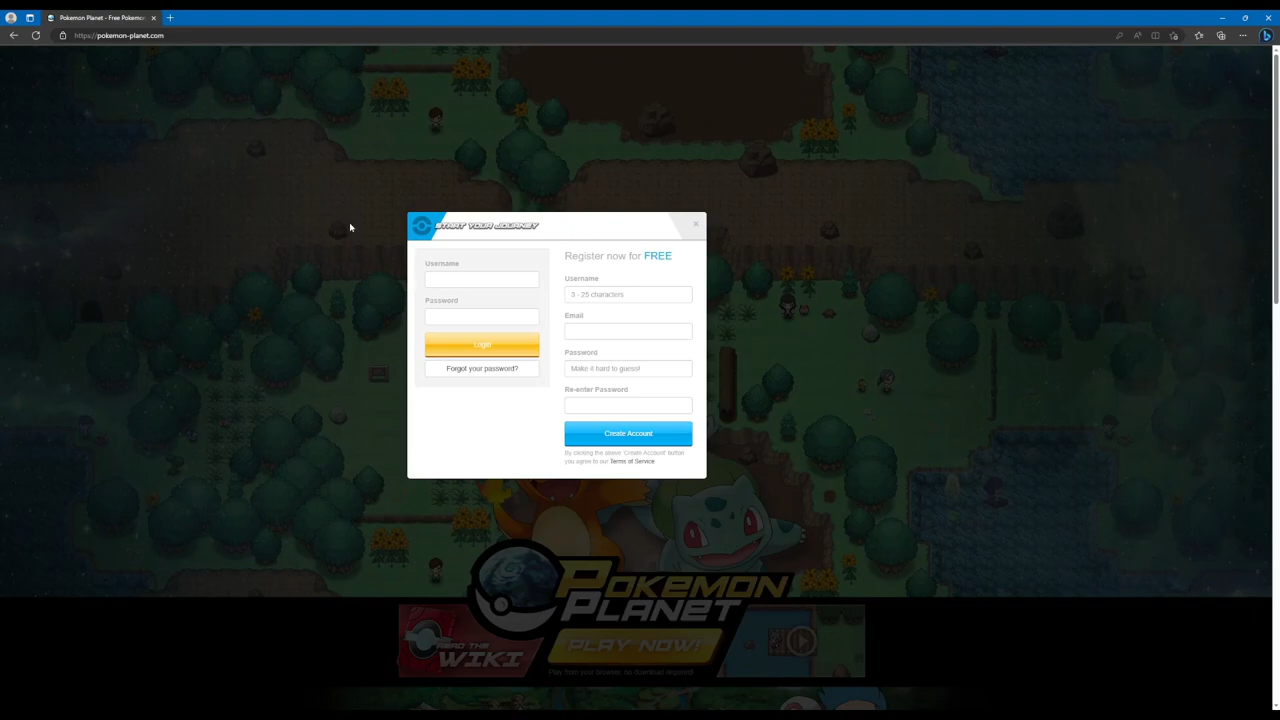 Pokemon Planet - Free Pokemo
https://pokemon-planet.com
START YOUR JOURNEY
Username
Password
Login
Forgot your password?
Register now for FREE
Username
3 - 25 characters
Email
Password
Make it hard to guess!
Re-enter Password
Create Account
By clicking the above 'Create Account' button
you agree to our Terms of Service
POKEMON
PLANET
READ THE
WIKI
PLAY NOW!
Play from your browser, no download required!